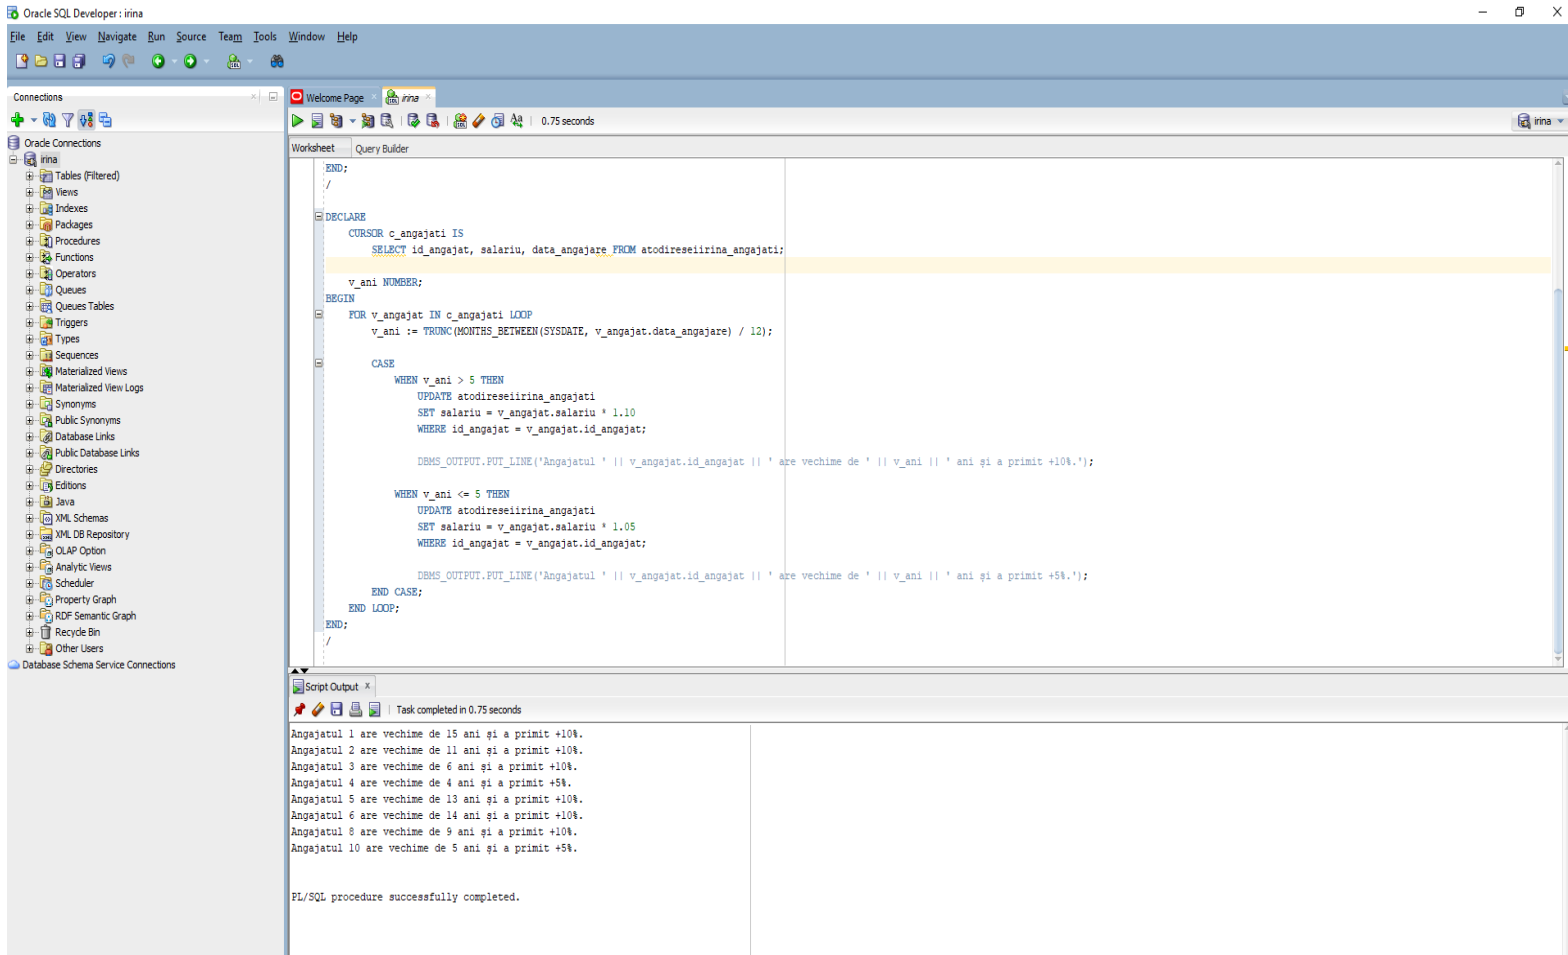 Oracle SQL Developer : irina
File Edit View Navigate Run Source Team Tools Window Help
Connections
Oracle Connections
irina
Tables (Filtered)
Views
Indexes
Packages
Procedures
Functions
Operators
Queues
Queues Tables
Triggers
Types
Sequences
Materialized Views
Materialized View Logs
Synonyms
Public Synonyms
Database Links
Public Database Links
Directories
Editions
Java
XML Schemas
XML DB Repository
OLAP Option
Analytic Views
Scheduler
Property Graph
RDF Semantic Graph
Recycle Bin
Other Users
Database Schema Service Connections
Welcome Page irina
0.75 seconds
irina
Worksheet Query Builder
END;
/
DECLARE
CURSOR c_angajati IS
SELECT id_angajat, salariu, data_angajare FROM atodireseiirina_angajati;
v_ani NUMBER;
BEGIN
FOR v_angajat IN c_angajati LOOP
v_ani := TRUNC(MONTHS_BETWEEN(SYSDATE, v_angajat.data_angajare) / 12);
CASE
WHEN v_ani > 5 THEN
UPDATE atodireseiirina_angajati
SET salariu = v_angajat.salariu * 1.10
WHERE id_angajat = v_angajat.id_angajat;
DBMS_OUTPUT.PUT_LINE('Angajatul ' || v_angajat.id_angajat || ' are vechime de ' || v_ani || ' ani și a primit +10%.');
WHEN v_ani <= 5 THEN
UPDATE atodireseiirina_angajati
SET salariu = v_angajat.salariu * 1.05
WHERE id_angajat = v_angajat.id_angajat;
DBMS_OUTPUT.PUT_LINE('Angajatul ' || v_angajat.id_angajat || ' are vechime de ' || v_ani || ' ani și a primit +5%.');
END CASE;
END LOOP;
END;
/
Script Output
Task completed in 0.75 seconds
Angajatul 1 are vechime de 15 ani și a primit +10%.
Angajatul 2 are vechime de 11 ani și a primit +10%.
Angajatul 3 are vechime de 6 ani și a primit +10%.
Angajatul 4 are vechime de 4 ani și a primit +5%.
Angajatul 5 are vechime de 13 ani și a primit +10%.
Angajatul 6 are vechime de 14 ani și a primit +10%.
Angajatul 8 are vechime de 9 ani și a primit +10%.
Angajatul 10 are vechime de 5 ani și a primit +5%.
PL/SQL procedure successfully completed.